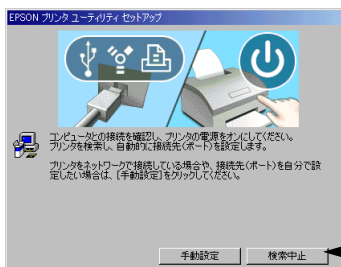 EPSON プリンタ ユーティリティ セットアップ
コンピュータとの接続を確認し、プリンタの電源をオンにしてください。
プリンタを検索し、自動的に接続先(ポート)を設定します。
プリンタをネットワークで接続している場合や、接続先(ポート)を自分で設
定したい場合は、[手動設定]をクリックしてください。
手動設定
検索中止